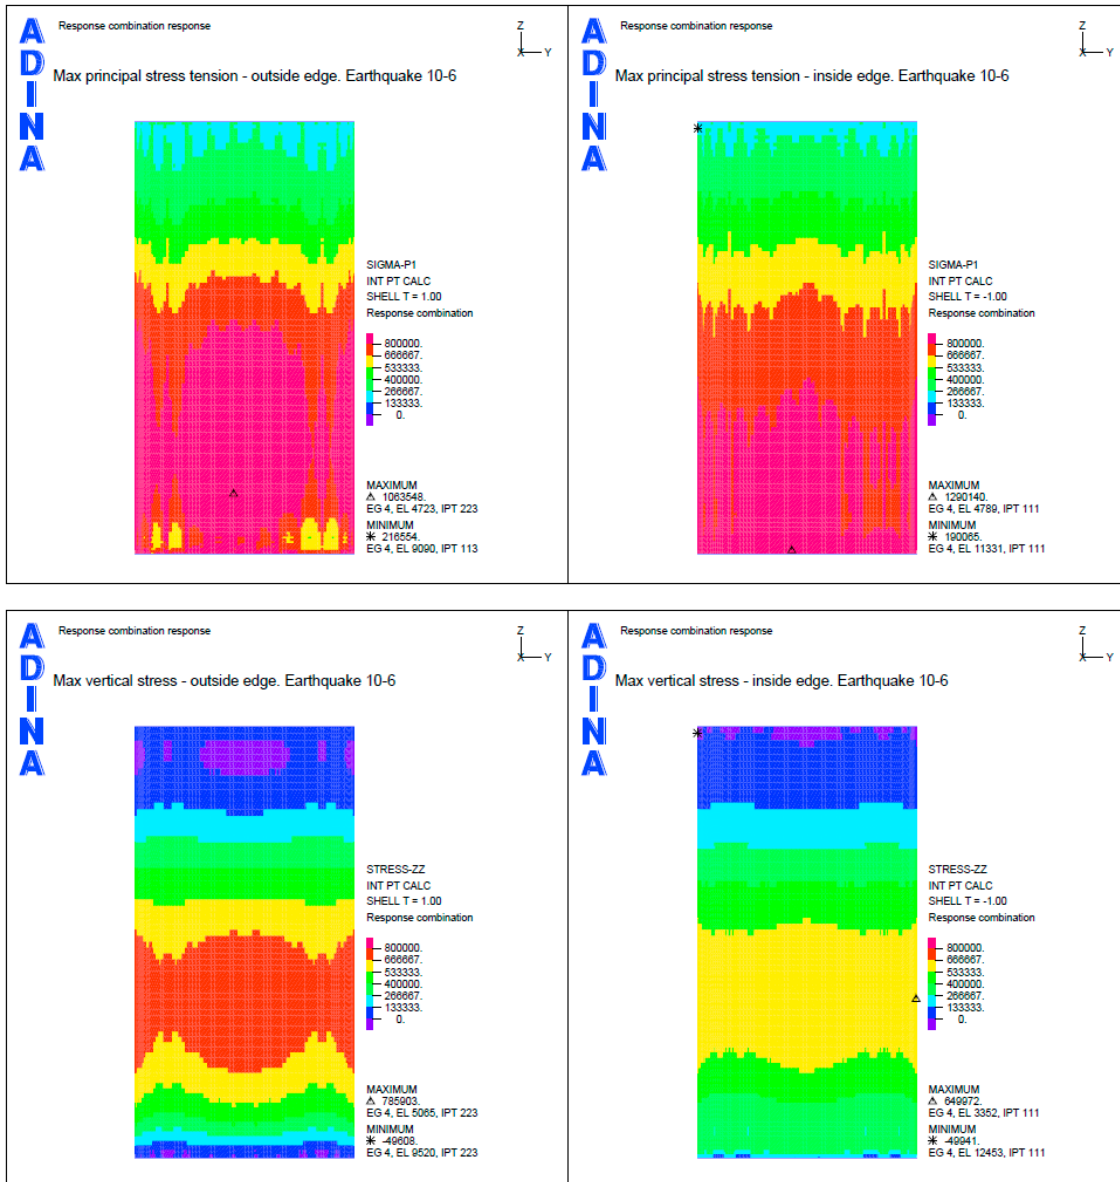 ADINA
Response combination response
Z
X Y
Max principal stress tension - outside edge. Earthquake 10-6
SIGMA-P1
INT PT CALC
SHELL T = 1.00
Response combination
800000.
666667.
533333.
400000.
266667.
133333.
0.
MAXIMUM
△ 1063548.
EG 4, EL 4723, IPT 223
MINIMUM
✳ 216554.
EG 4, EL 9090, IPT 113
ADINA
Response combination response
Z
X Y
Max principal stress tension - inside edge. Earthquake 10-6
SIGMA-P1
INT PT CALC
SHELL T = -1.00
Response combination
800000.
666667.
533333.
400000.
266667.
133333.
0.
MAXIMUM
△ 1290140.
EG 4, EL 4789, IPT 111
MINIMUM
✳ 190065.
EG 4, EL 11331, IPT 111
ADINA
Response combination response
Z
X Y
Max vertical stress - outside edge. Earthquake 10-6
STRESS-ZZ
INT PT CALC
SHELL T = 1.00
Response combination
800000.
666667.
533333.
400000.
266667.
133333.
0.
MAXIMUM
△ 785903.
EG 4, EL 5065, IPT 223
MINIMUM
✳ -49608.
EG 4, EL 9520, IPT 223
ADINA
Response combination response
Z
X Y
Max vertical stress - inside edge. Earthquake 10-6
STRESS-ZZ
INT PT CALC
SHELL T = -1.00
Response combination
800000.
666667.
533333.
400000.
266667.
133333.
0.
MAXIMUM
△ 649972.
EG 4, EL 3352, IPT 111
MINIMUM
✳ -49941.
EG 4, EL 12453, IPT 111